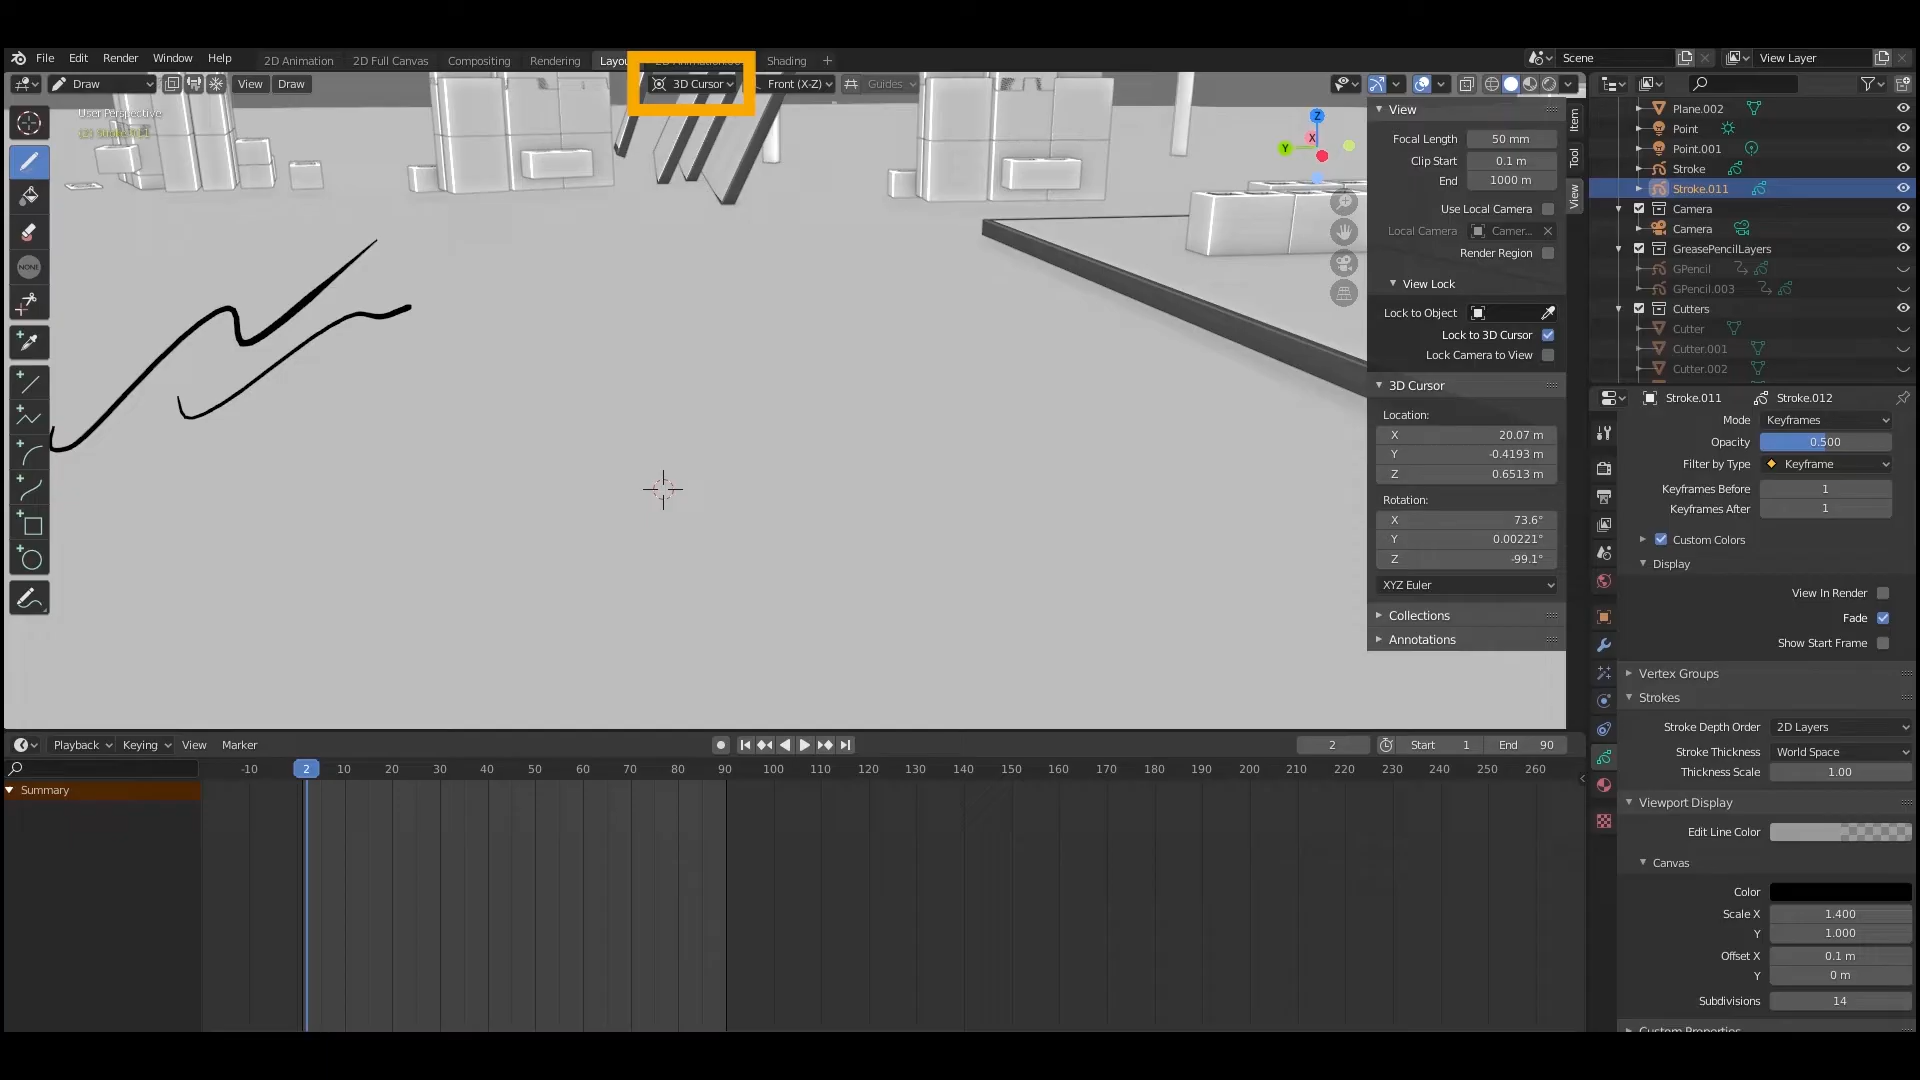 File Edit Render Window Help 2D Animation 2D Full Canvas Compositing Rendering Layou Shading + Scene View Layer
Draw View Draw 3D Cursor Front (X-Z) Guides
User Perspective
View
Focal Length 50 mm
Clip Start 0.1 m
End 1000 m
Use Local Camera
Local Camera Camer...
Render Region
View Lock
Lock to Object
Lock to 3D Cursor
Lock Camera to View
3D Cursor
Location:
X 20.07 m
Y -0.4193 m
Z 0.6513 m
Rotation:
X 73.6°
Y 0.00221°
Z -99.1°
XYZ Euler
Collections
Annotations
Item
Tool
View
Z
X
Y
NONE
Plane.002
Point
Point.001
Stroke
Stroke.011
Camera
Camera
GreasePencilLayers
GPencil
GPencil.003
Cutters
Cutter
Cutter.001
Cutter.002
Stroke.011 Stroke.012
Mode Keyframes
Opacity 0.500
Filter by Type Keyframe
Keyframes Before 1
Keyframes After 1
Custom Colors
Display
View In Render
Fade
Show Start Frame
Vertex Groups
Strokes
Stroke Depth Order 2D Layers
Stroke Thickness World Space
Thickness Scale 1.00
Viewport Display
Edit Line Color
Canvas
Color
Scale X 1.400
Y 1.000
Offset X 0.1 m
Y 0 m
Subdivisions 14
Custom Properties
Playback Keying View Marker 2 Start 1 End 90
-10 2 10 20 30 40 50 60 70 80 90 100 110 120 130 140 150 160 170 180 190 200 210 220 230 240 250 260
Summary